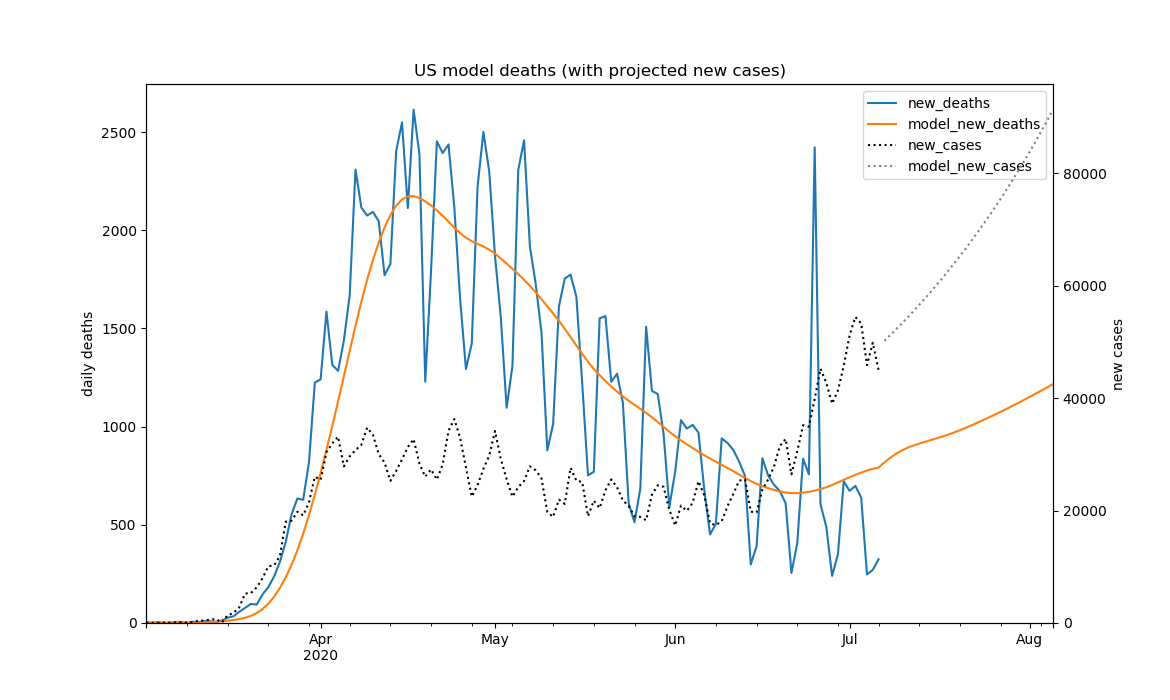 US model deaths (with projected new cases)
new_deaths
model_new_deaths
new_cases
model_new_cases
daily deaths
2500
2000
1500
1000
500
0
new cases
80000
60000
40000
20000
0
Apr
2020
May
Jun
Jul
Aug